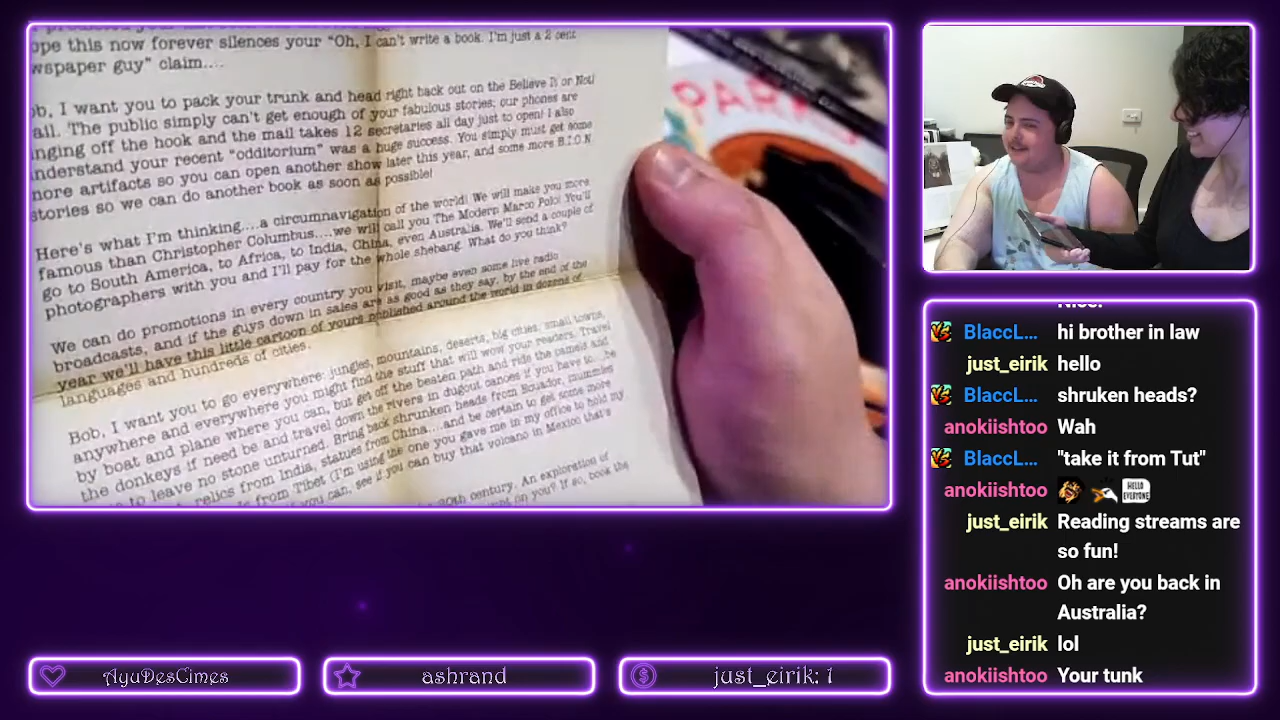 ope this now forever silences your "Oh, I can't write a book. I'm just a 2 cent
wspaper guy" claim....
ob, I want you to pack your trunk and head right back out on the Believe It or Not!
ail. The public simply can't get enough of your fabulous stories; our phones are
nging off the hook and the mail takes 12 secretaries all day just to open! I also
nderstand your recent "odditorium" was a huge success. You simply must get some
more artifacts so you can open another show later this year, and some more B.I.O.N.
stories so we can do another book as soon as possible!
Here's what I'm thinking....a circumnavigation of the world! We will make you more
famous than Christopher Columbus....we will call you The Modern Marco Polo! You'll
go to South America, to Africa, to India, China, even Australia. We'll send a couple of
photographers with you and I'll pay for the whole shebang. What do you think?
We can do promotions in every country you visit, maybe even some live radio
broadcasts, and if the guys down in sales are as good as they say, by the end of the
year we'll have this little cartoon of yours published around the world in dozens of
languages and hundreds of cities.
Bob, I want you to go everywhere: jungles, mountains, deserts, big cities, small towns,
anywhere and everywhere you might find the stuff that will wow your readers. Travel
by boat and plane where you can, but get off the beaten path and ride the camels and
the donkeys if need be and travel down the rivers in dugout canoes if you have to...be
to leave no stone unturned. Bring back shrunken heads from Ecuador, mummies
relics from India, statues from China....and be certain to get some more
from Tibet (I'm using the one you gave me in my office to hold my
you can, see if you can buy that volcano in Mexico that's
20th century. An exploration of
on you? If so, book the
PARK
Nice!
BlaccL... hi brother in law
just_eirik hello
BlaccL... shruken heads?
anokiishtoo Wah
BlaccL... "take it from Tut"
anokiishtoo HELLO EVERYONE
just_eirik Reading streams are
so fun!
anokiishtoo Oh are you back in
Australia?
just_eirik lol
anokiishtoo Your tunk
AyuDesCimes
ashrand
just_eirik: 1